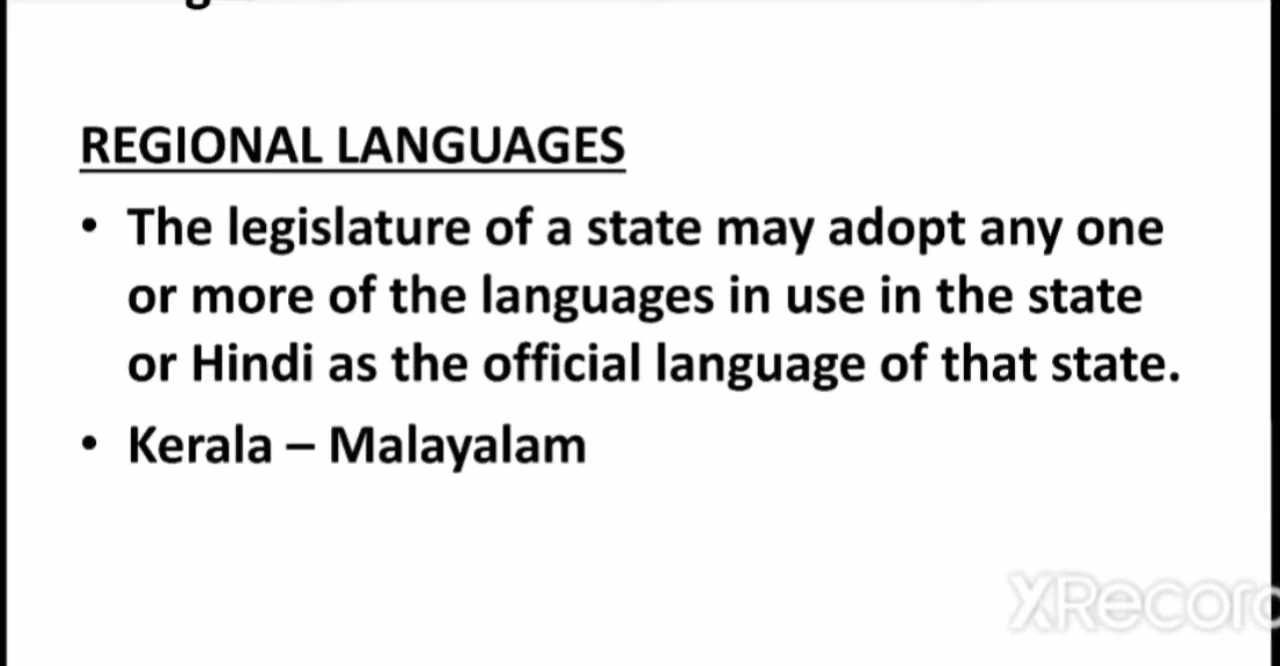 REGIONAL LANGUAGES
• The legislature of a state may adopt any one
or more of the languages in use in the state
or Hindi as the official language of that state.
• Kerala – Malayalam
XRecord